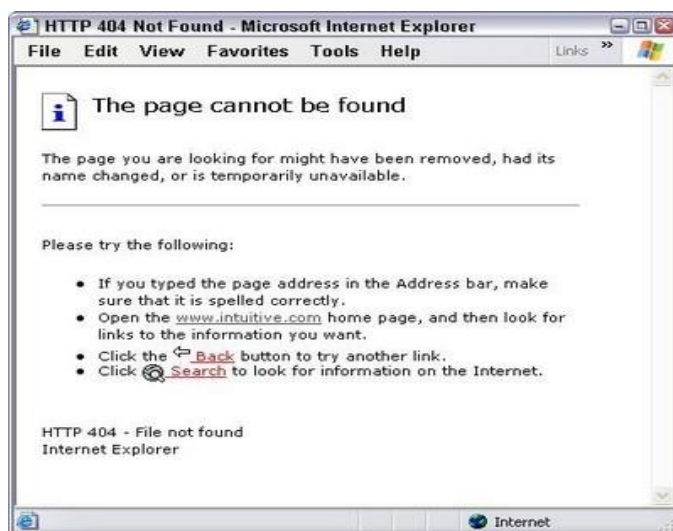 HTTP 404 Not Found - Microsoft Internet Explorer
File Edit View Favorites Tools Help Links »
The page cannot be found
The page you are looking for might have been removed, had its
name changed, or is temporarily unavailable.
Please try the following:
• If you typed the page address in the Address bar, make
sure that it is spelled correctly.
• Open the www.intuitive.com home page, and then look for
links to the information you want.
• Click the Back button to try another link.
• Click Search to look for information on the Internet.
HTTP 404 - File not found
Internet Explorer
Internet